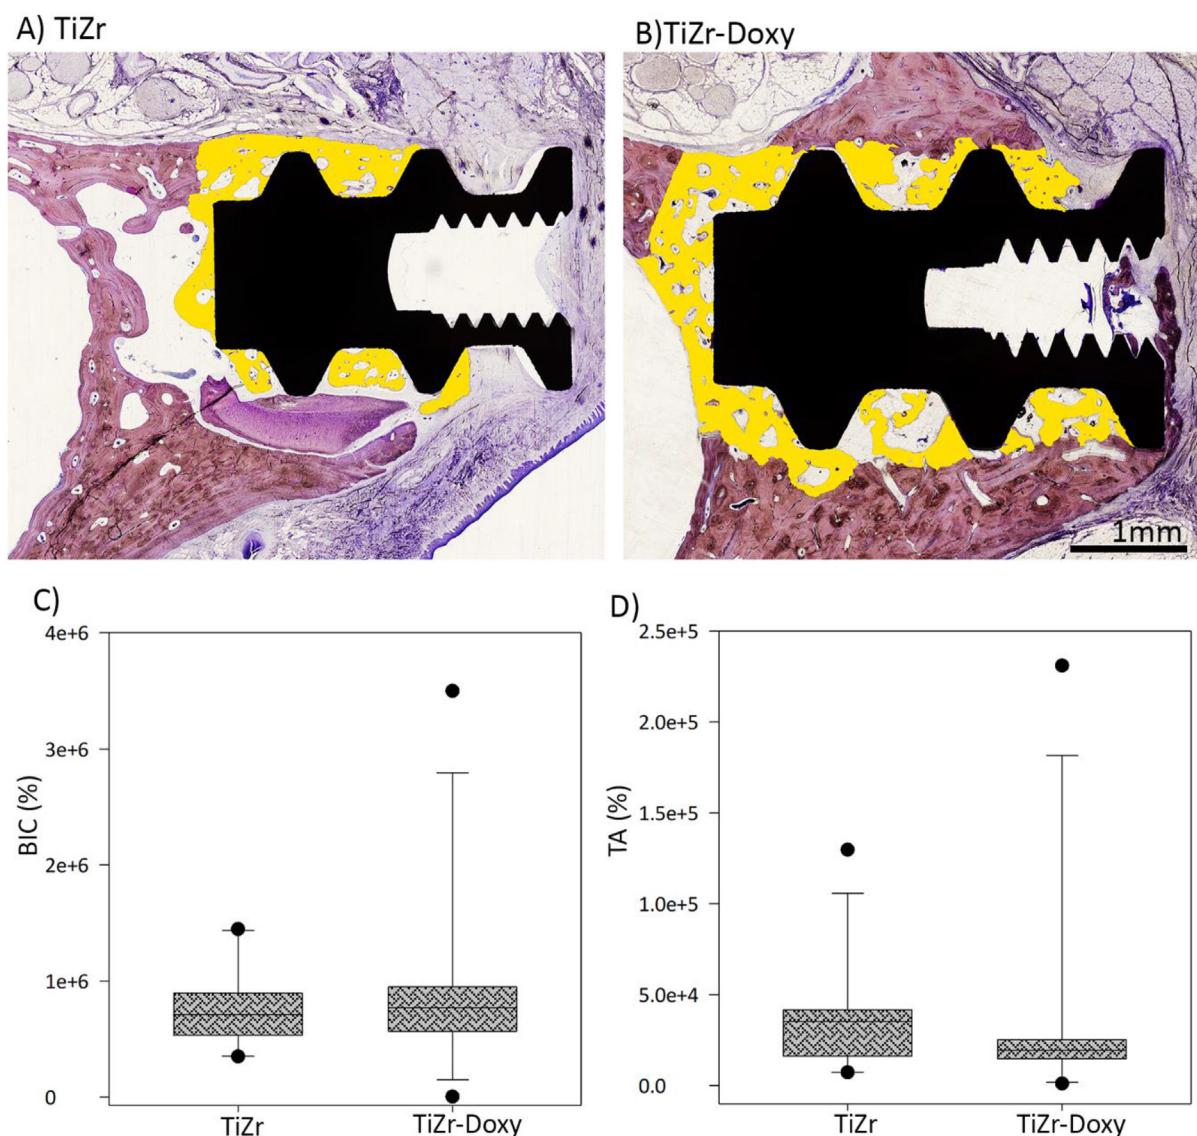 A) TiZr
B)TiZr-Doxy
1mm
C)
4e+6
3e+6
2e+6
1e+6
0
BIC (%)
TiZr
TiZr-Doxy
D)
2.5e+5
2.0e+5
1.5e+5
1.0e+5
5.0e+4
0.0
TA (%)
TiZr
TiZr-Doxy